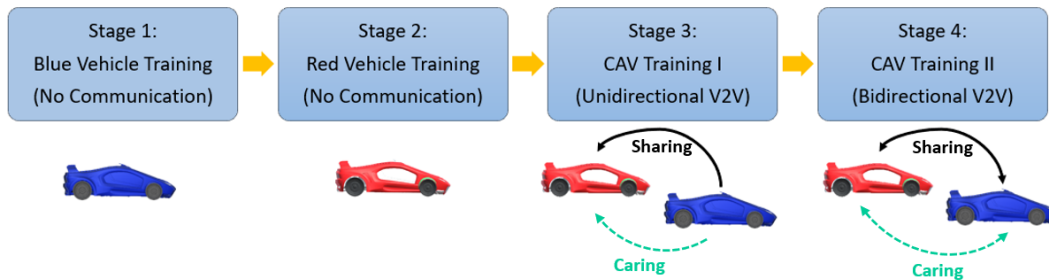 Stage 1:
Blue Vehicle Training
(No Communication)
Stage 2:
Red Vehicle Training
(No Communication)
Stage 3:
CAV Training I
(Unidirectional V2V)
Stage 4:
CAV Training II
(Bidirectional V2V)
Sharing
Caring
Sharing
Caring